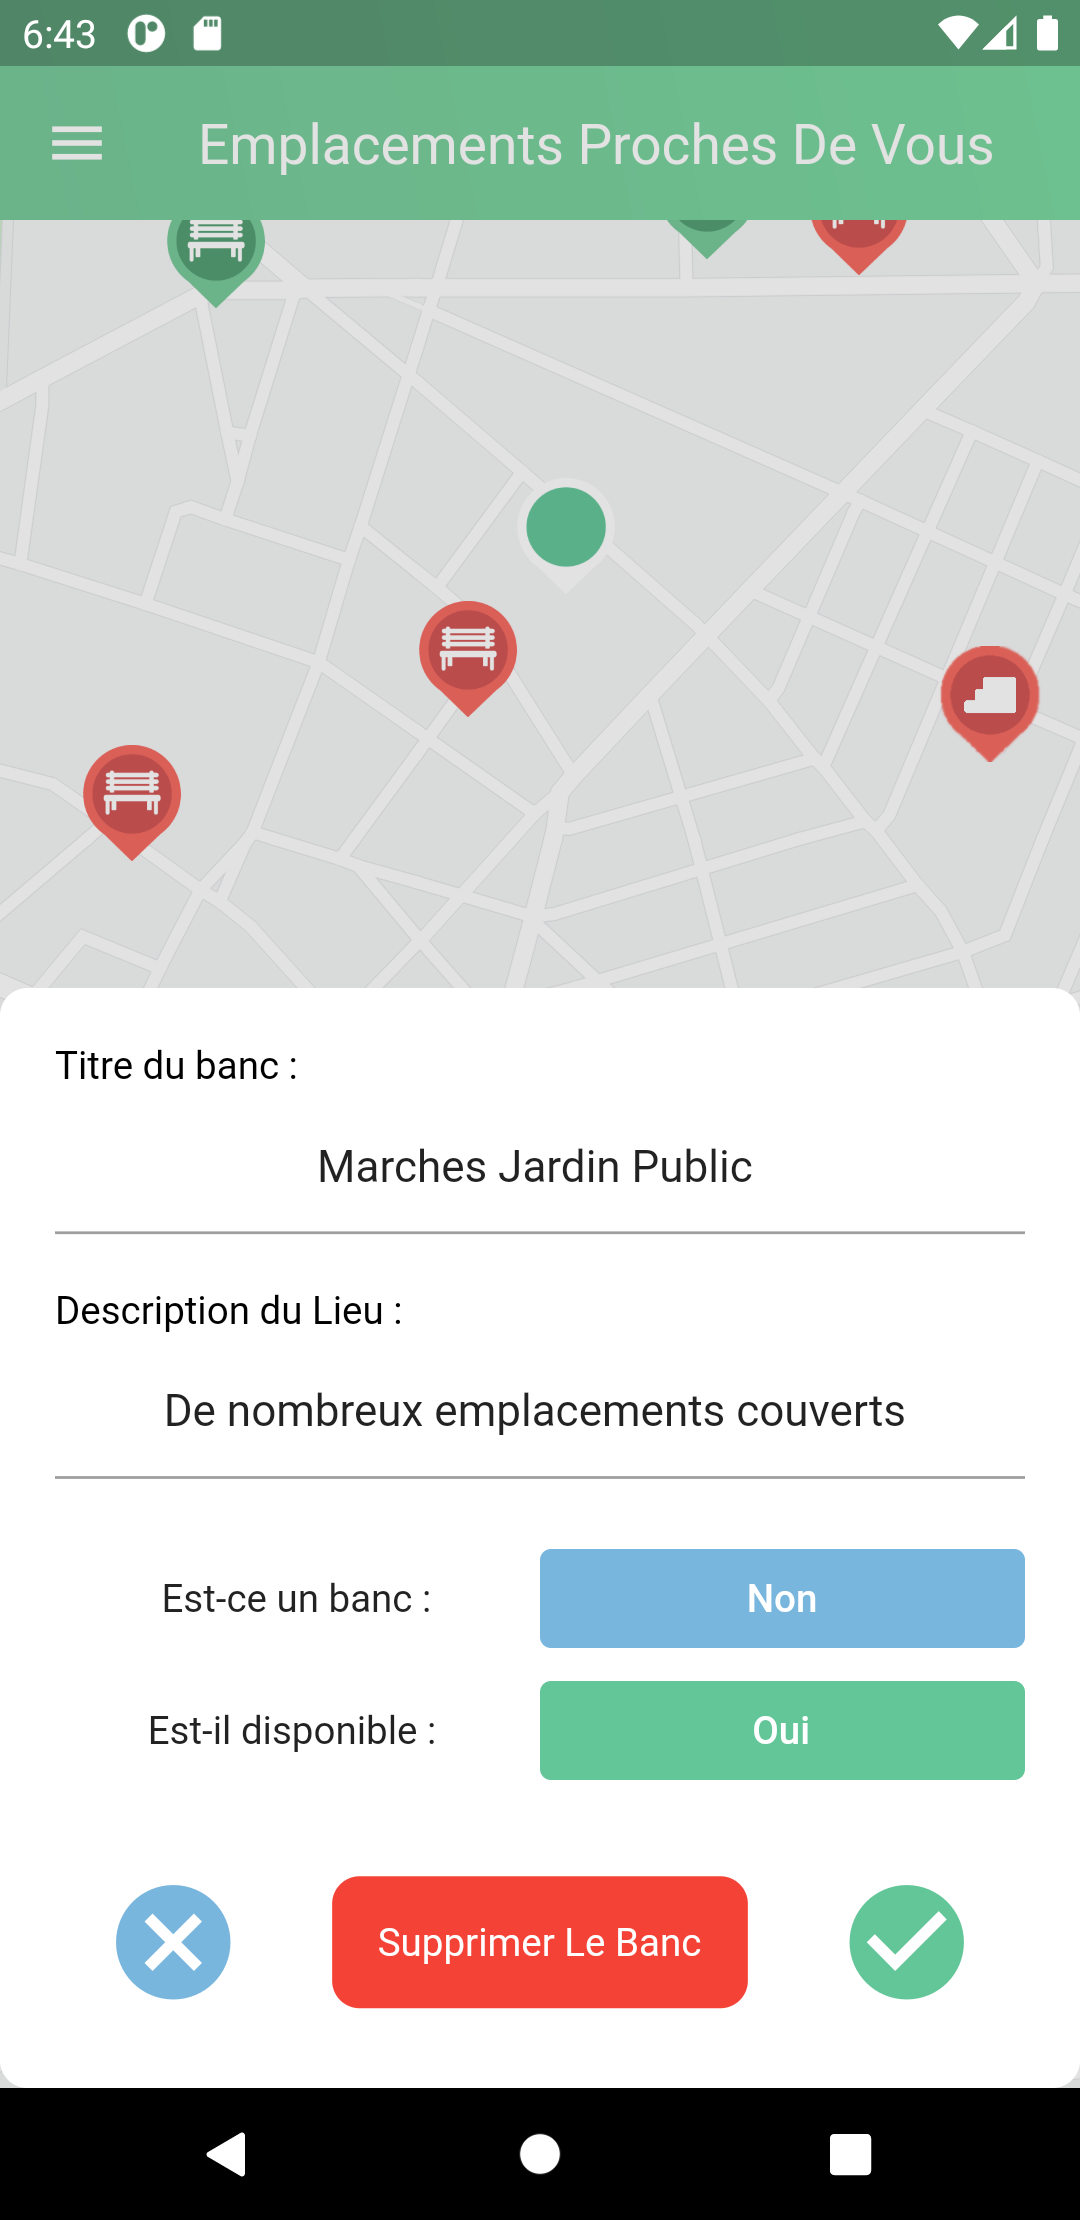 6:43
Emplacements Proches De Vous
Titre du banc :
Marches Jardin Public
Description du Lieu :
De nombreux emplacements couverts
Est-ce un banc :
Non
Est-il disponible :
Oui
Supprimer Le Banc